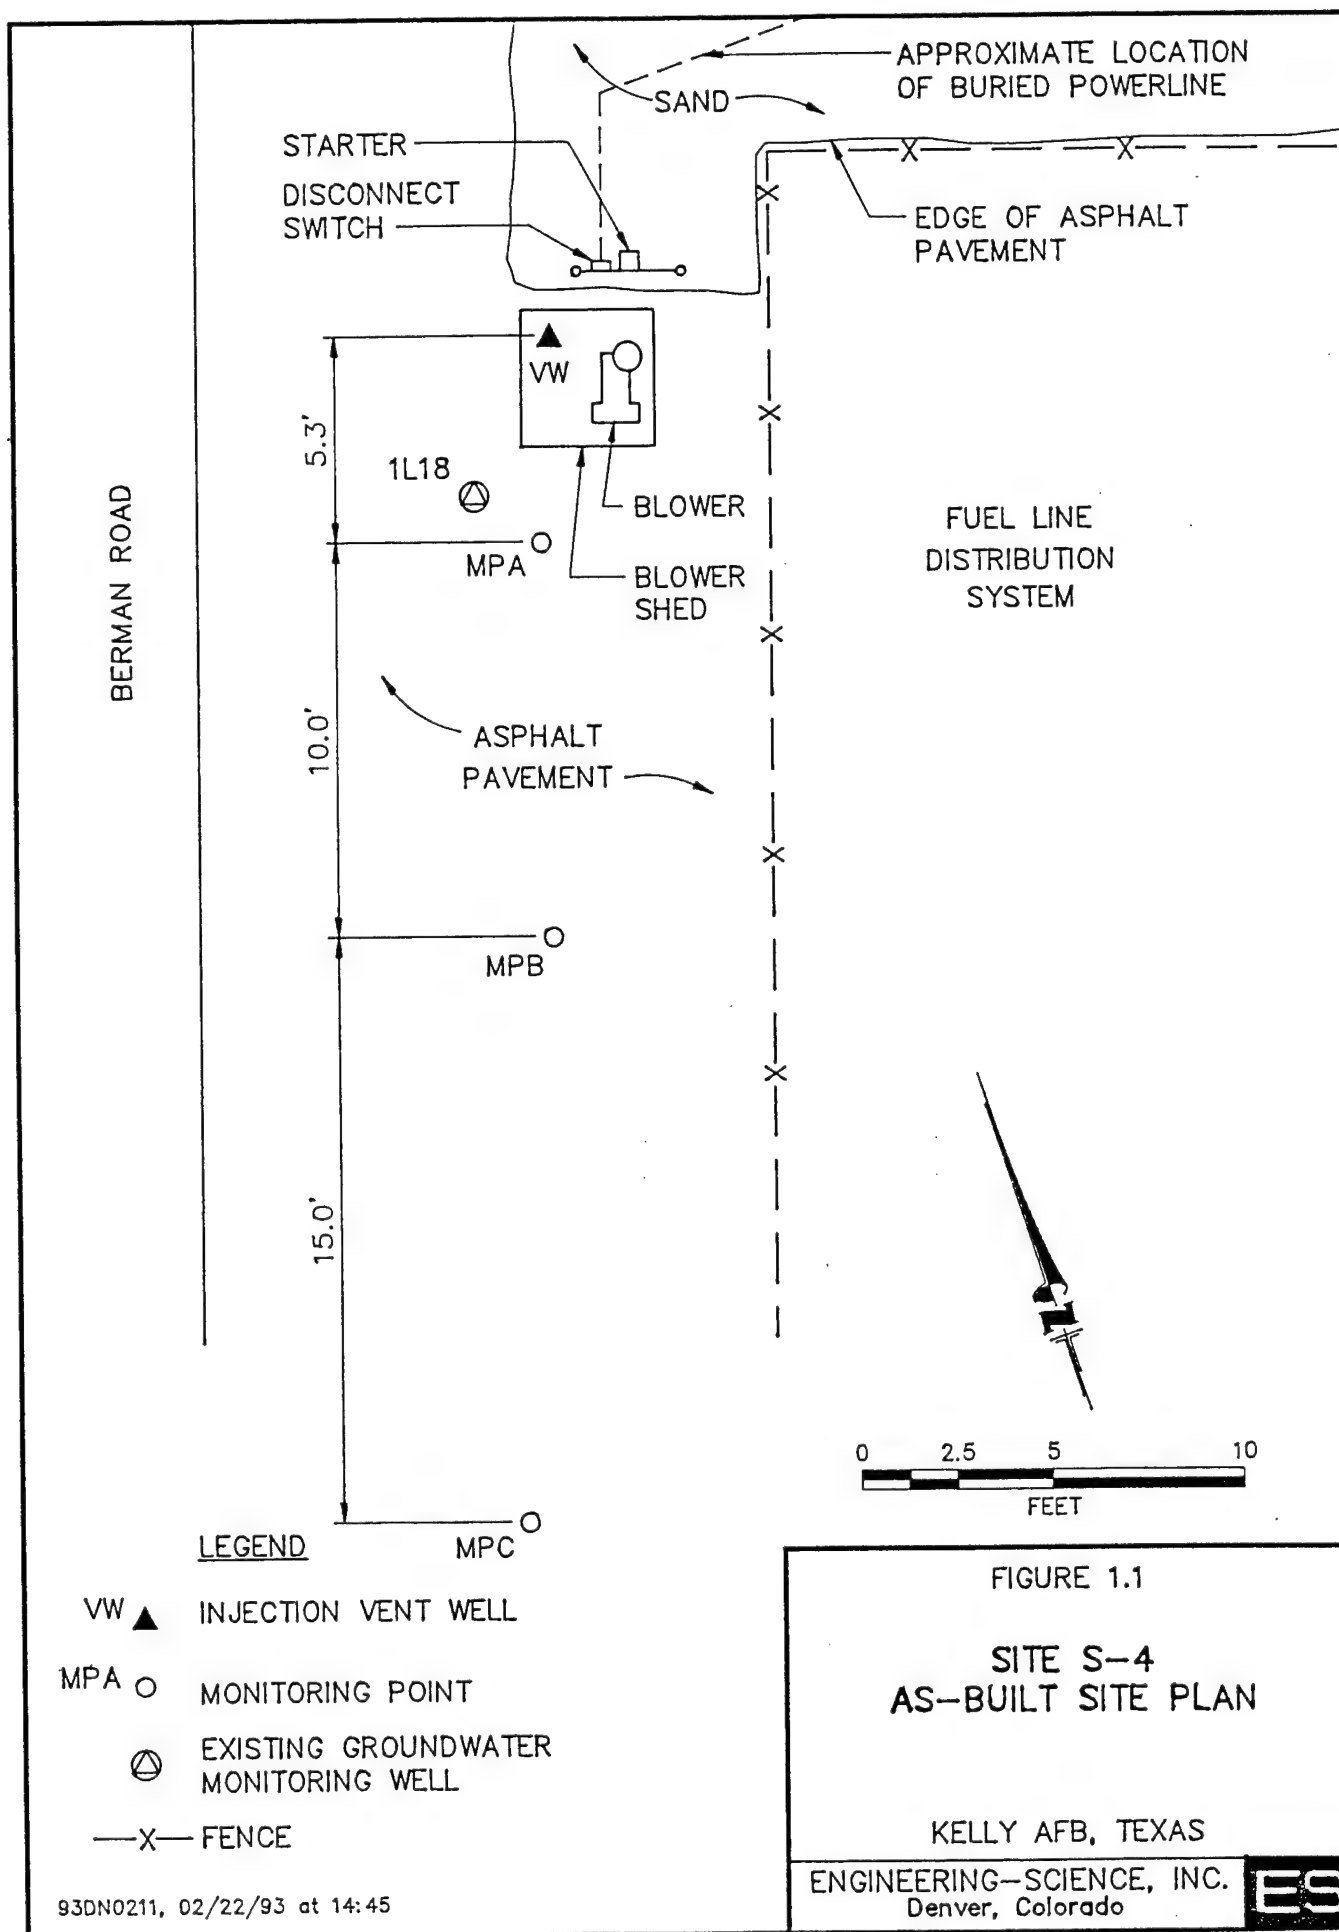 APPROXIMATE LOCATION
OF BURIED POWERLINE
SAND
STARTER
DISCONNECT
SWITCH
EDGE OF ASPHALT
PAVEMENT
VW
5.3'
1L18
BLOWER
MPA
BLOWER
SHED
FUEL LINE
DISTRIBUTION
SYSTEM
BERMAN ROAD
10.0'
ASPHALT
PAVEMENT
MPB
15.0'
N
0 2.5 5 10
FEET
MPC
LEGEND
VW INJECTION VENT WELL
MPA MONITORING POINT
EXISTING GROUNDWATER
MONITORING WELL
—X— FENCE
93DN0211, 02/22/93 at 14:45
FIGURE 1.1
SITE S-4
AS-BUILT SITE PLAN
KELLY AFB, TEXAS
ENGINEERING-SCIENCE, INC.
Denver, Colorado
ES